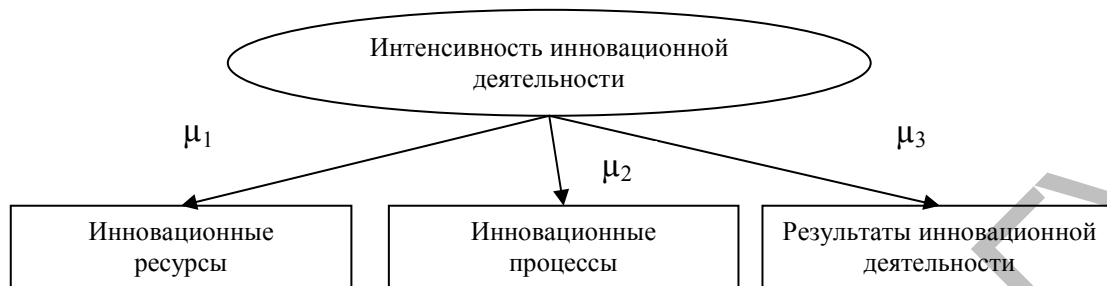 Интенсивность инновационной
деятельности
μ1
μ2
μ3
Инновационные
ресурсы
Инновационные
процессы
Результаты инновационной
деятельности